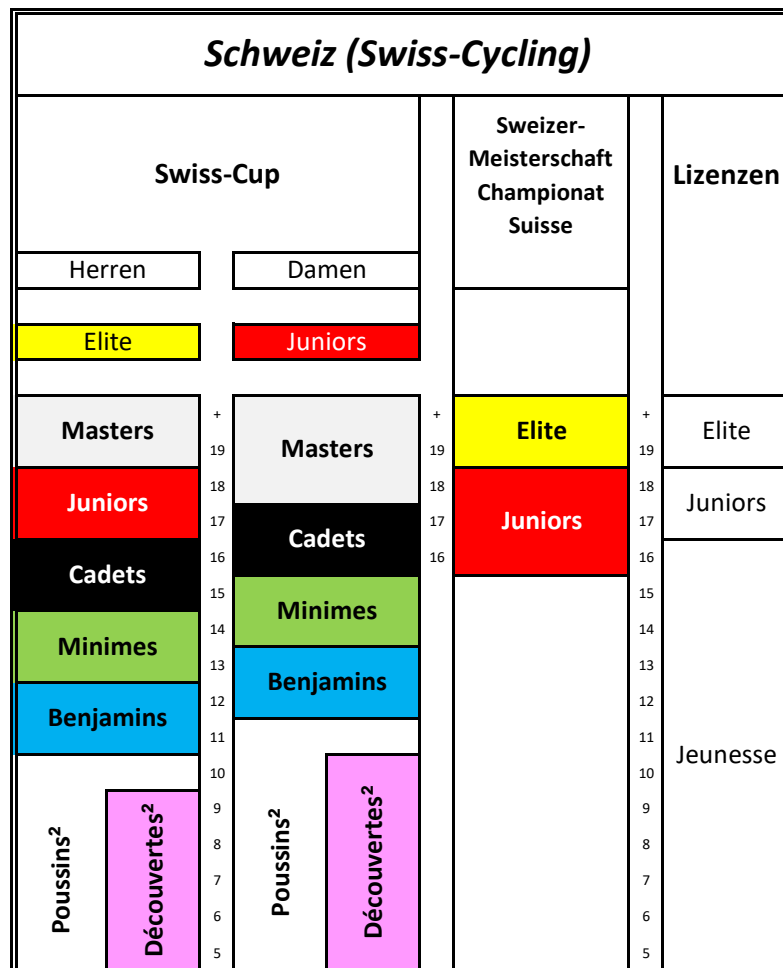 Schweiz (Swiss-Cycling)
Swiss-Cup
Sweizer-
Meisterschaft
Championat
Suisse
Lizenzen
Herren
Damen
Elite
Juniors
Masters
Juniors
Cadets
Minimes
Benjamins
Poussins²
Découvertes²
+
19
18
17
16
15
14
13
12
11
10
9
8
7
6
5
Masters
Cadets
Minimes
Benjamins
Poussins²
Découvertes²
+
19
18
17
16
Elite
Juniors
+
19
18
17
16
15
14
13
12
11
10
9
8
7
6
5
Elite
Juniors
Jeunesse